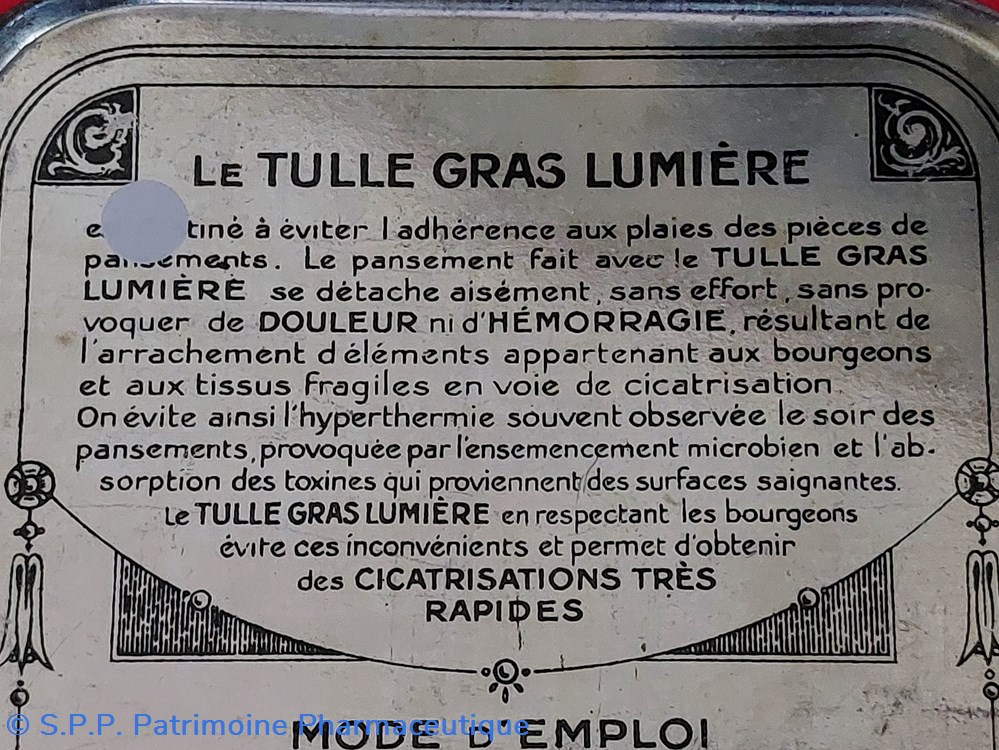 LE TULLE GRAS LUMIÈRE
tiné à éviter l'adhérence aux plaies des pièces de
pansements. Le pansement fait avec le TULLE GRAS
LUMIÈRE se détache aisément, sans effort, sans pro-
voquer de DOULEUR ni d'HÉMORRAGIE, résultant de
l'arrachement d'éléments appartenant aux bourgeons
et aux tissus fragiles en voie de cicatrisation
On évite ainsi l'hyperthermie souvent observée le soir des
pansements, provoquée par l'ensemencement microbien et l'ab-
sorption des toxines qui proviennent des surfaces saignantes.
Le TULLE GRAS LUMIÈRE en respectant les bourgeons
évite ces inconvénients et permet d'obtenir
des CICATRISATIONS TRÈS
RAPIDES
MODE D'EMPLOI
© S.P.P. Patrimoine Pharmaceutique